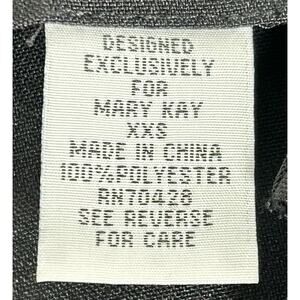 DESIGNED
EXCLUSIVELY
FOR
MARY KAY
XXS
MADE IN CHINA
100%POLYESTER
RN70428
SEE REVERSE
FOR CARE